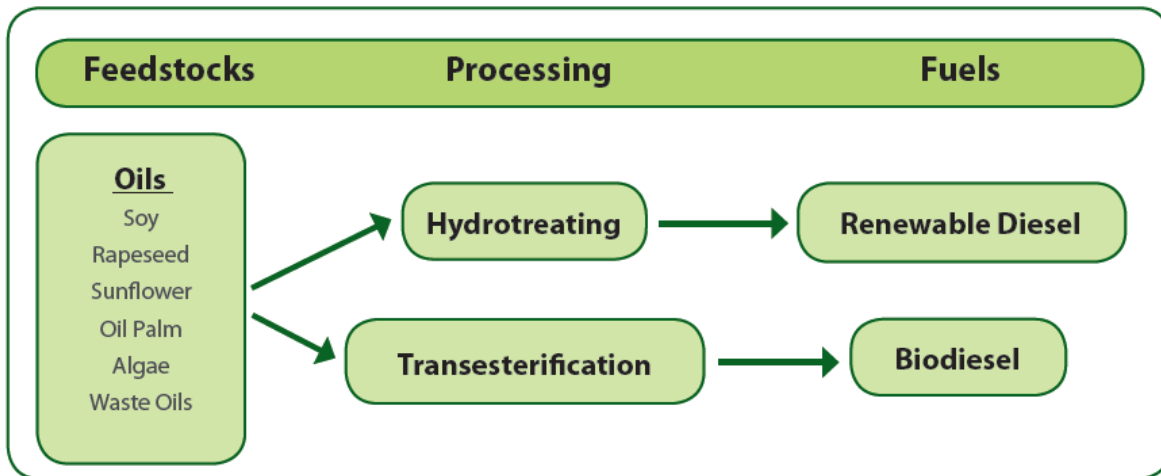 Feedstocks Processing Fuels
Oils
Soy
Rapeseed
Sunflower
Oil Palm
Algae
Waste Oils
Hydrotreating
Renewable Diesel
Transesterification
Biodiesel